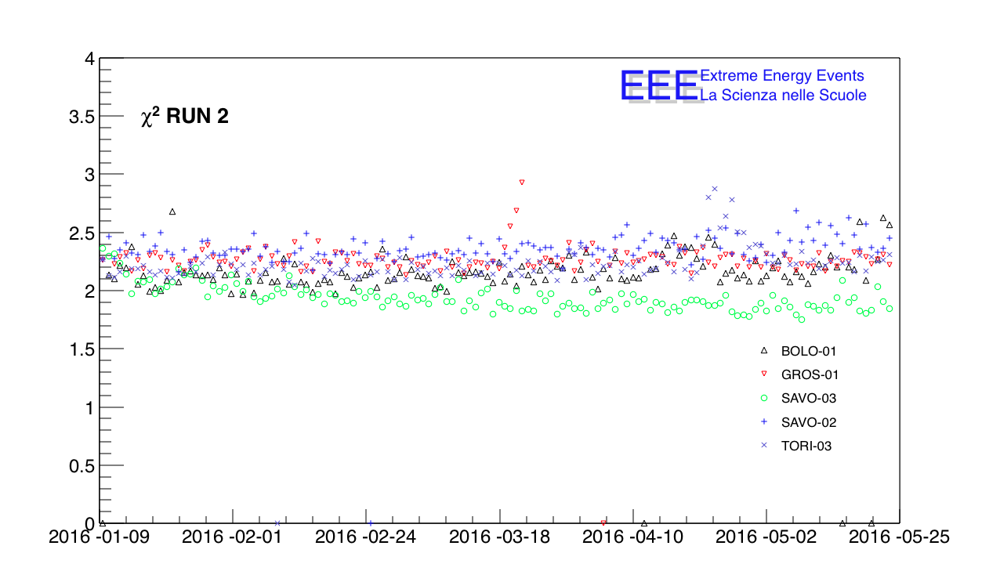 4
3.5
3
2.5
2
1.5
1
0.5
0
χ² RUN 2
EEE Extreme Energy Events
La Scienza nelle Scuole
BOLO-01
GROS-01
SAVO-03
SAVO-02
TORI-03
2016 -01-09 2016 -02-01 2016 -02-24 2016 -03-18 2016 -04-10 2016 -05-02 2016 -05-25